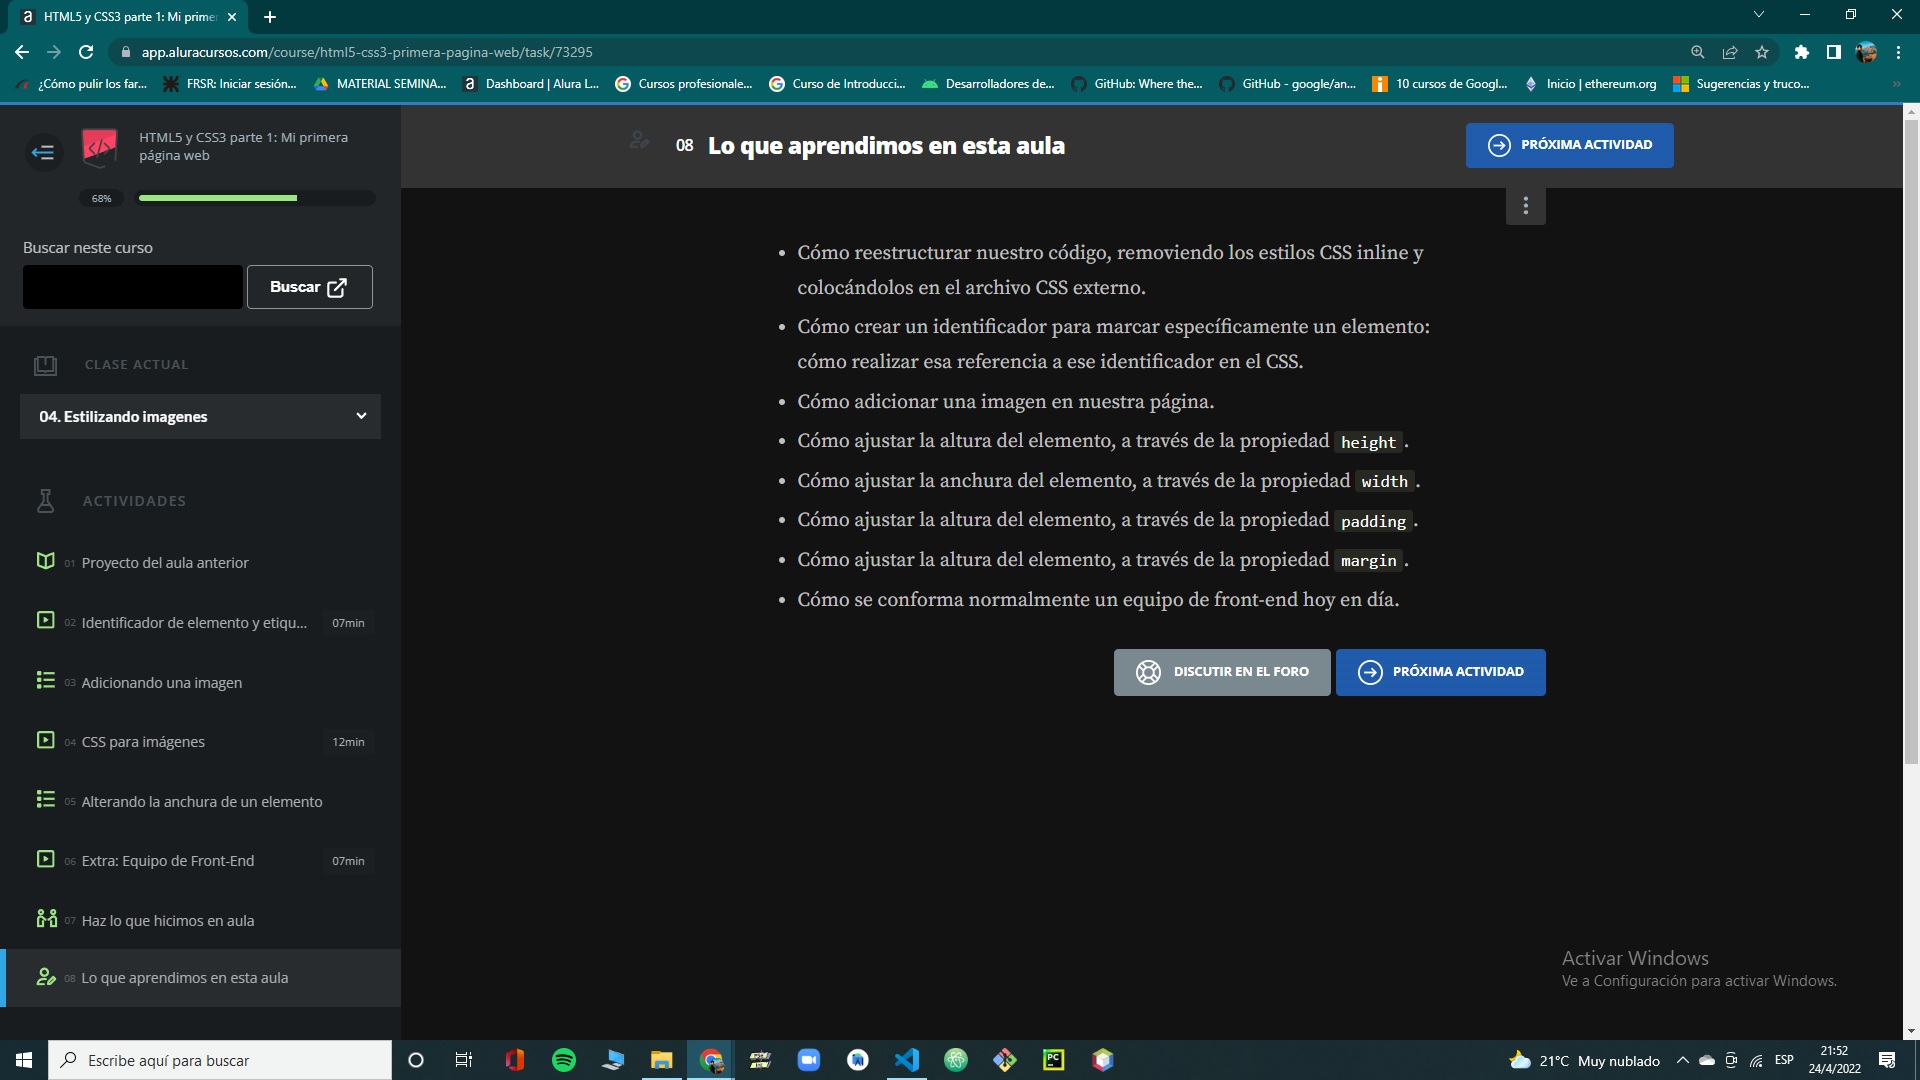 HTML5 y CSS3 parte 1: Mi primer
app.aluracursos.com/course/html5-css3-primera-pagina-web/task/73295
¿Cómo pulir los far...
FRSR: Iniciar sesión...
MATERIAL SEMINA...
Dashboard | Alura L...
Cursos profesionale...
Curso de Introducci...
Desarrolladores de...
GitHub: Where the...
GitHub - google/an...
10 cursos de Googl...
Inicio | ethereum.org
Sugerencias y truco...
HTML5 y CSS3 parte 1: Mi primera
página web
68%
Buscar neste curso
Buscar
CLASE ACTUAL
04. Estilizando imagenes
ACTIVIDADES
01 Proyecto del aula anterior
02 Identificador de elemento y etiqu... 07min
03 Adicionando una imagen
04 CSS para imágenes 12min
05 Alterando la anchura de un elemento
06 Extra: Equipo de Front-End 07min
07 Haz lo que hicimos en aula
08 Lo que aprendimos en esta aula
08 Lo que aprendimos en esta aula
PRÓXIMA ACTIVIDAD
• Cómo reestructurar nuestro código, removiendo los estilos CSS inline y
colocándolos en el archivo CSS externo.
• Cómo crear un identificador para marcar específicamente un elemento:
cómo realizar esa referencia a ese identificador en el CSS.
• Cómo adicionar una imagen en nuestra página.
• Cómo ajustar la altura del elemento, a través de la propiedad height.
• Cómo ajustar la anchura del elemento, a través de la propiedad width.
• Cómo ajustar la altura del elemento, a través de la propiedad padding.
• Cómo ajustar la altura del elemento, a través de la propiedad margin.
• Cómo se conforma normalmente un equipo de front-end hoy en día.
DISCUTIR EN EL FORO
PRÓXIMA ACTIVIDAD
Activar Windows
Ve a Configuración para activar Windows.
Escribe aquí para buscar
PC
21°C Muy nublado
ESP
21:52
24/4/2022